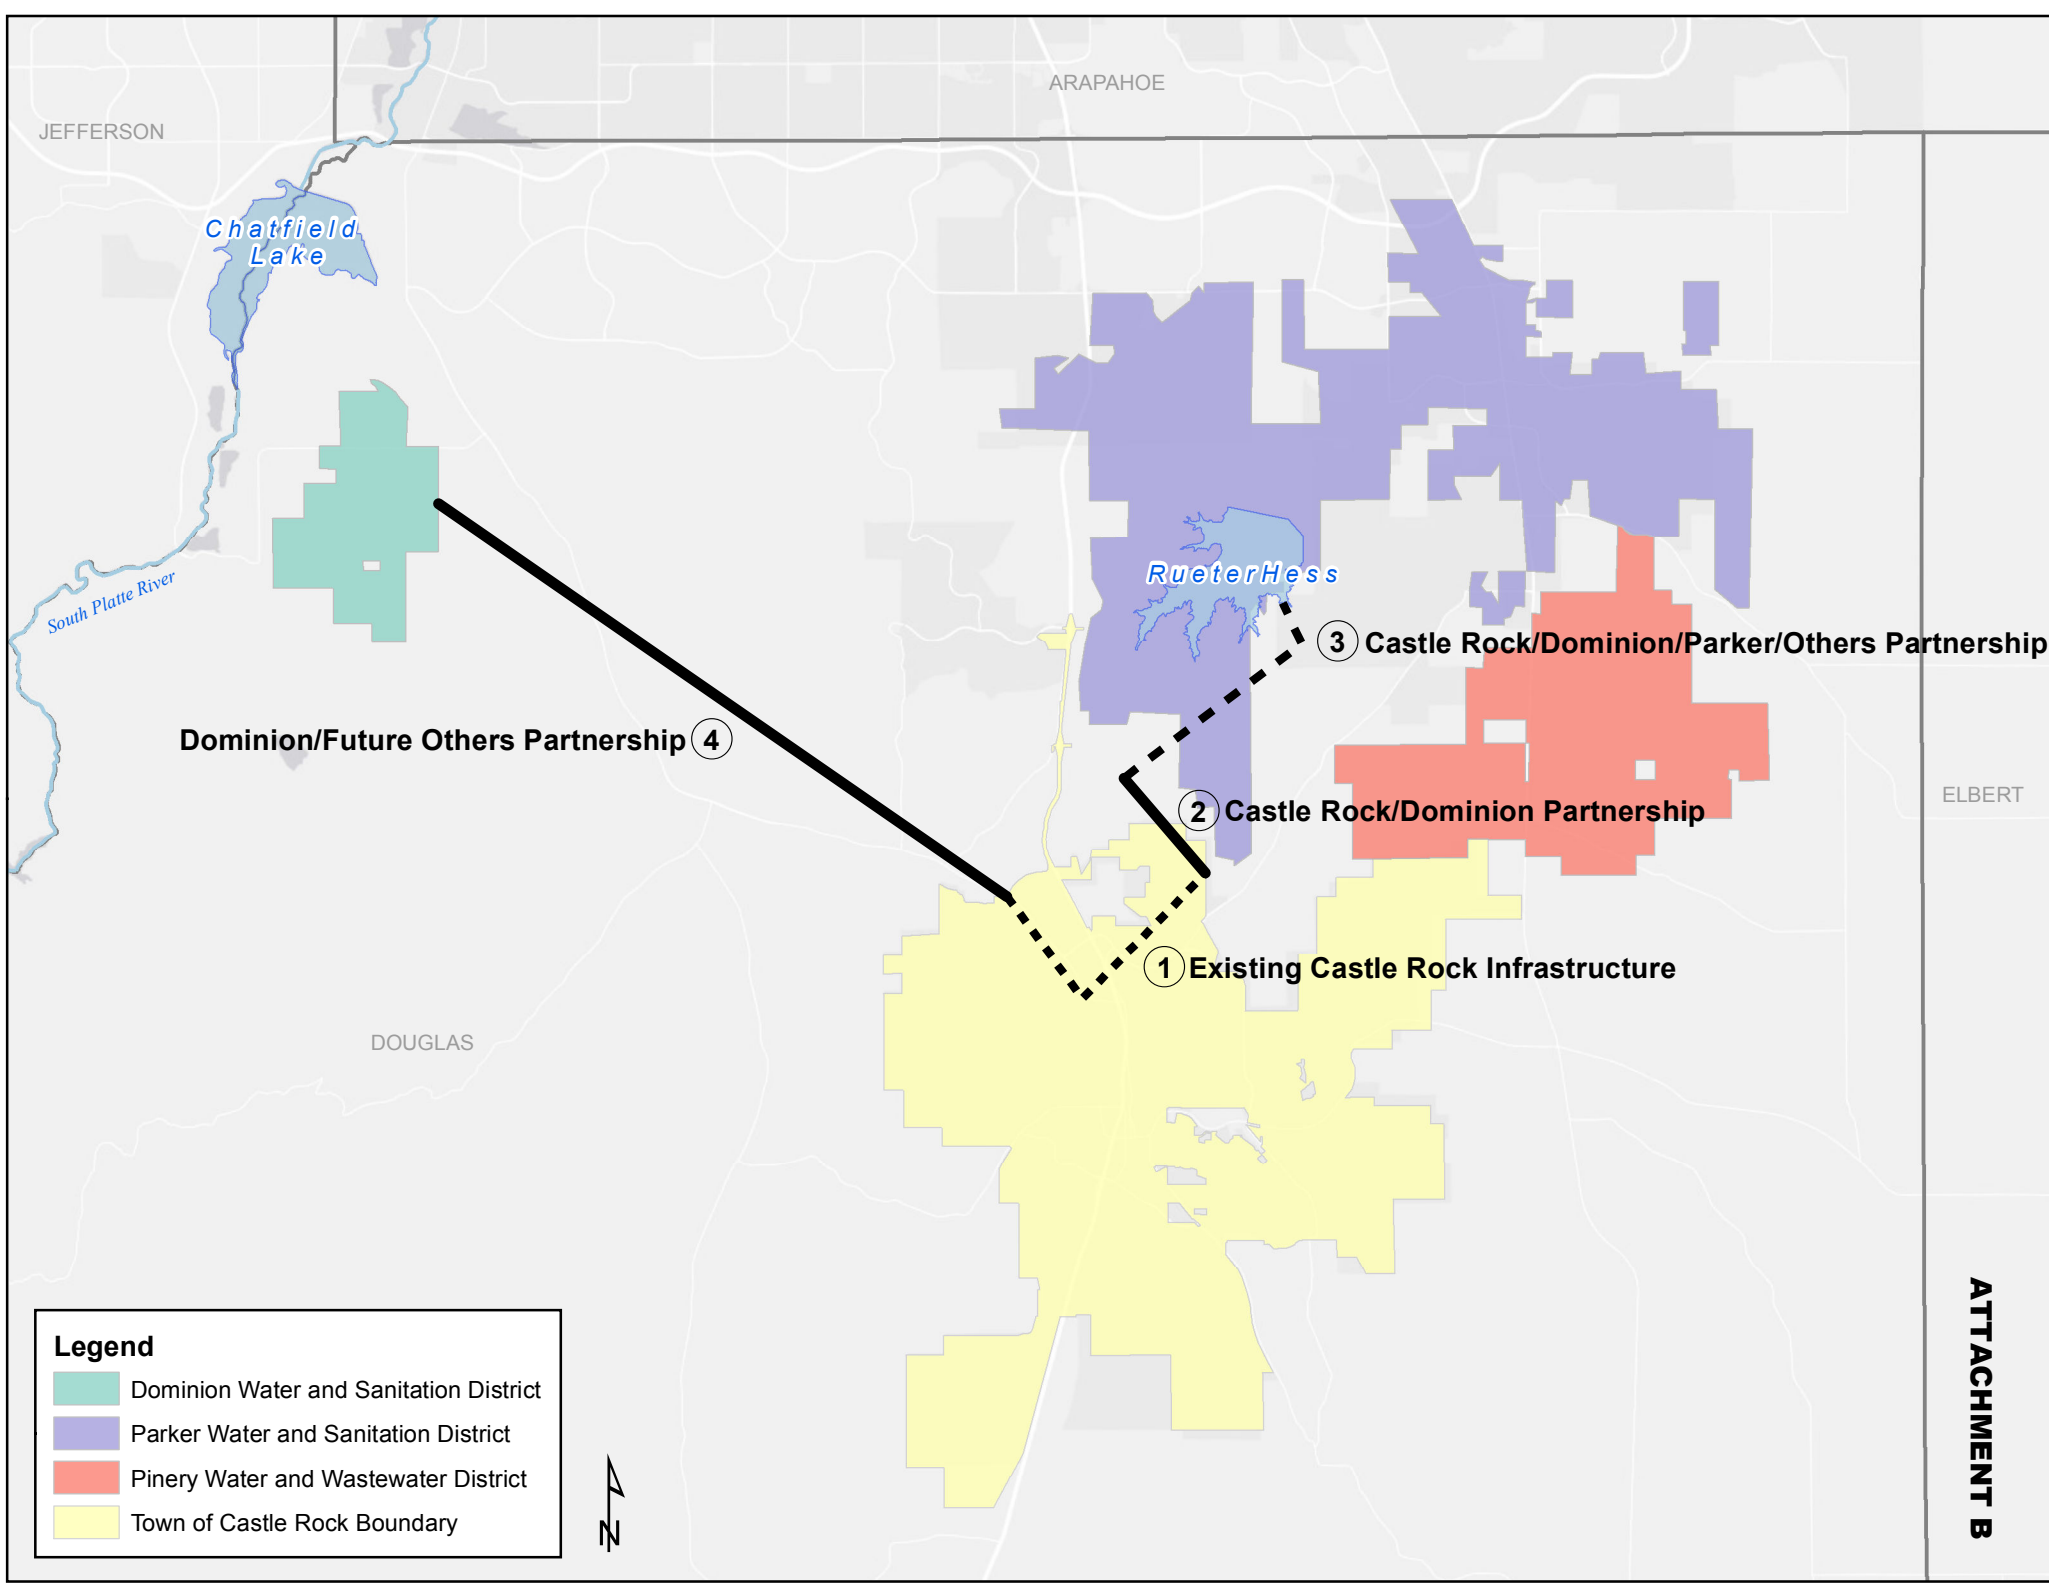 ARAPAHOE
JEFFERSON
Chatfield
Lake
RueterHess
South Platte River
3 Castle Rock/Dominion/Parker/Others Partnership
Dominion/Future Others Partnership 4
ELBERT
2 Castle Rock/Dominion Partnership
1 Existing Castle Rock Infrastructure
DOUGLAS
Legend
Dominion Water and Sanitation District
Parker Water and Sanitation District
Pinery Water and Wastewater District
Town of Castle Rock Boundary
N
ATTACHMENT B